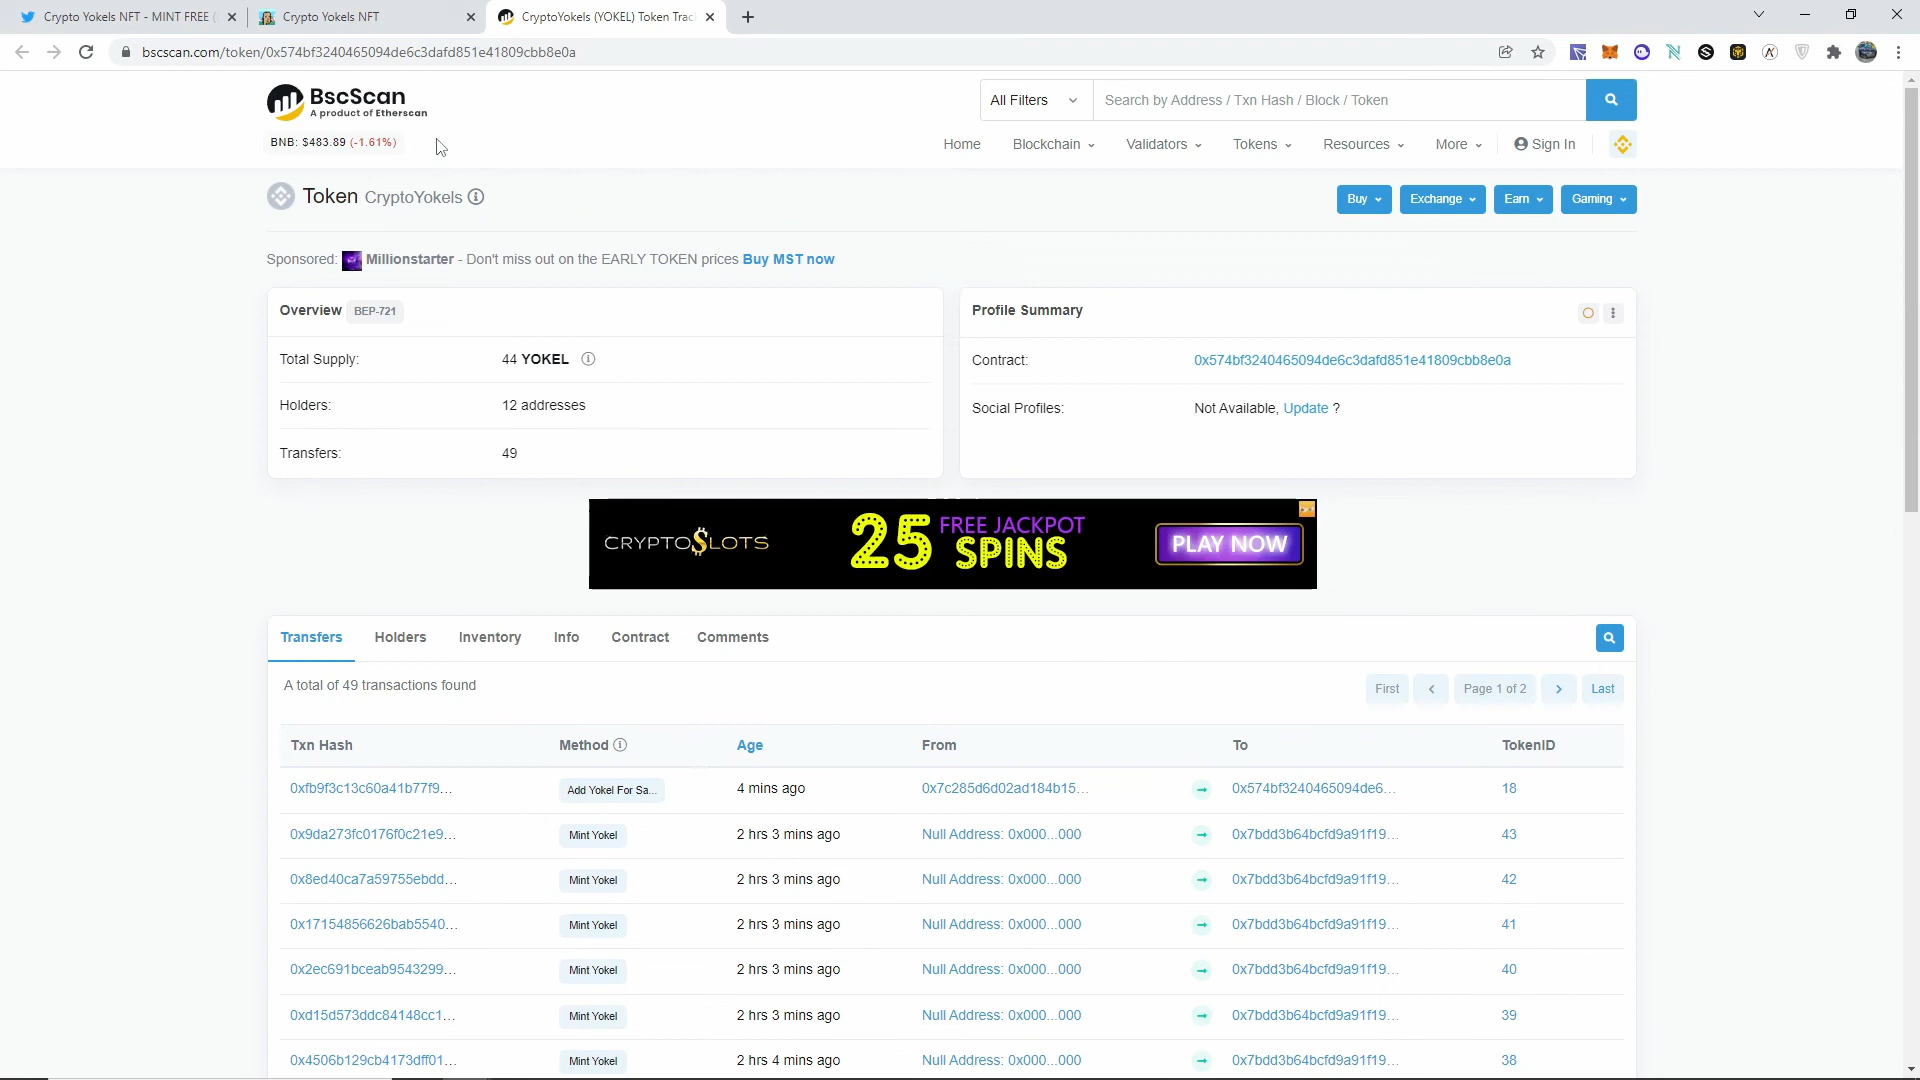 Crypto Yokels NFT - MINT FREE (
Crypto Yokels NFT
CryptoYokels (YOKEL) Token Trac
bscscan.com/token/0x574bf3240465094de6c3dafd851e41809cbb8e0a
BscScan
A product of Etherscan
All Filters
Search by Address / Txn Hash / Block / Token
BNB: $483.89 (-1.61%)
Home Blockchain Validators Tokens Resources More Sign In
Token CryptoYokels
Buy Exchange Earn Gaming
Sponsored: Millionstarter - Don't miss out on the EARLY TOKEN prices Buy MST now
Overview BEP-721
Total Supply: 44 YOKEL
Holders: 12 addresses
Transfers: 49
Profile Summary
Contract: 0x574bf3240465094de6c3dafd851e41809cbb8e0a
Social Profiles: Not Available, Update ?
CRYPTO$LOTS
25 FREE JACKPOT
SPINS
PLAY NOW
Transfers Holders Inventory Info Contract Comments
A total of 49 transactions found
First Page 1 of 2 Last
Txn Hash Method Age From To TokenID
0xfb9f3c13c60a41b77f9... Add Yokel For Sa... 4 mins ago 0x7c285d6d02ad184b15... 0x574bf3240465094de6... 18
0x9da273fc0176f0c21e9... Mint Yokel 2 hrs 3 mins ago Null Address: 0x000...000 0x7bdd3b64bcfd9a91f19... 43
0x8ed40ca7a59755ebdd... Mint Yokel 2 hrs 3 mins ago Null Address: 0x000...000 0x7bdd3b64bcfd9a91f19... 42
0x17154856626bab5540... Mint Yokel 2 hrs 3 mins ago Null Address: 0x000...000 0x7bdd3b64bcfd9a91f19... 41
0x2ec691bceab9543299... Mint Yokel 2 hrs 3 mins ago Null Address: 0x000...000 0x7bdd3b64bcfd9a91f19... 40
0xd15d573ddc84148cc1... Mint Yokel 2 hrs 3 mins ago Null Address: 0x000...000 0x7bdd3b64bcfd9a91f19... 39
0x4506b129cb4173dff01... Mint Yokel 2 hrs 4 mins ago Null Address: 0x000...000 0x7bdd3b64bcfd9a91f19... 38